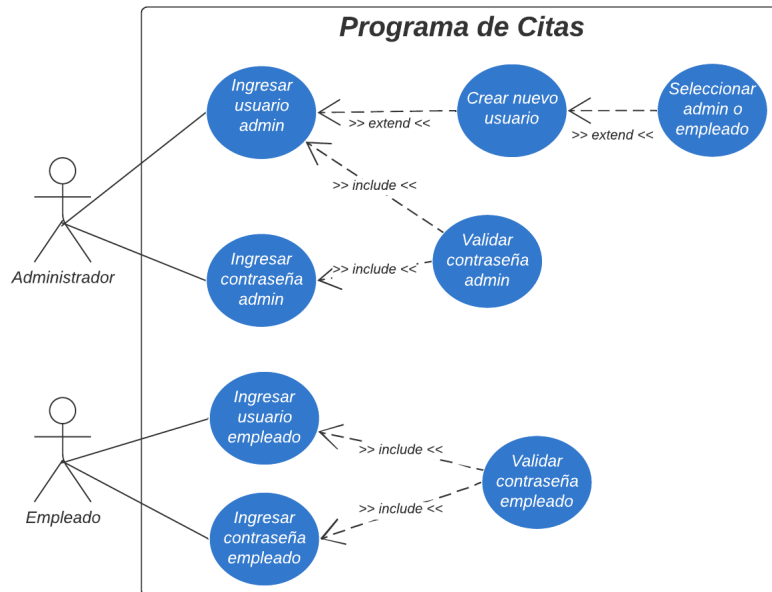 Programa de Citas
Ingresar
usuario
admin
>> extend <<
Crear nuevo
usuario
>> extend <<
Seleccionar
admin o
empleado
>> include <<
Administrador
Ingresar
contraseña
admin
>> include <<
Validar
contraseña
admin
Ingresar
usuario
empleado
>> include <<
Empleado
Validar
contraseña
empleado
Ingresar
contraseña
empleado
>> include <<